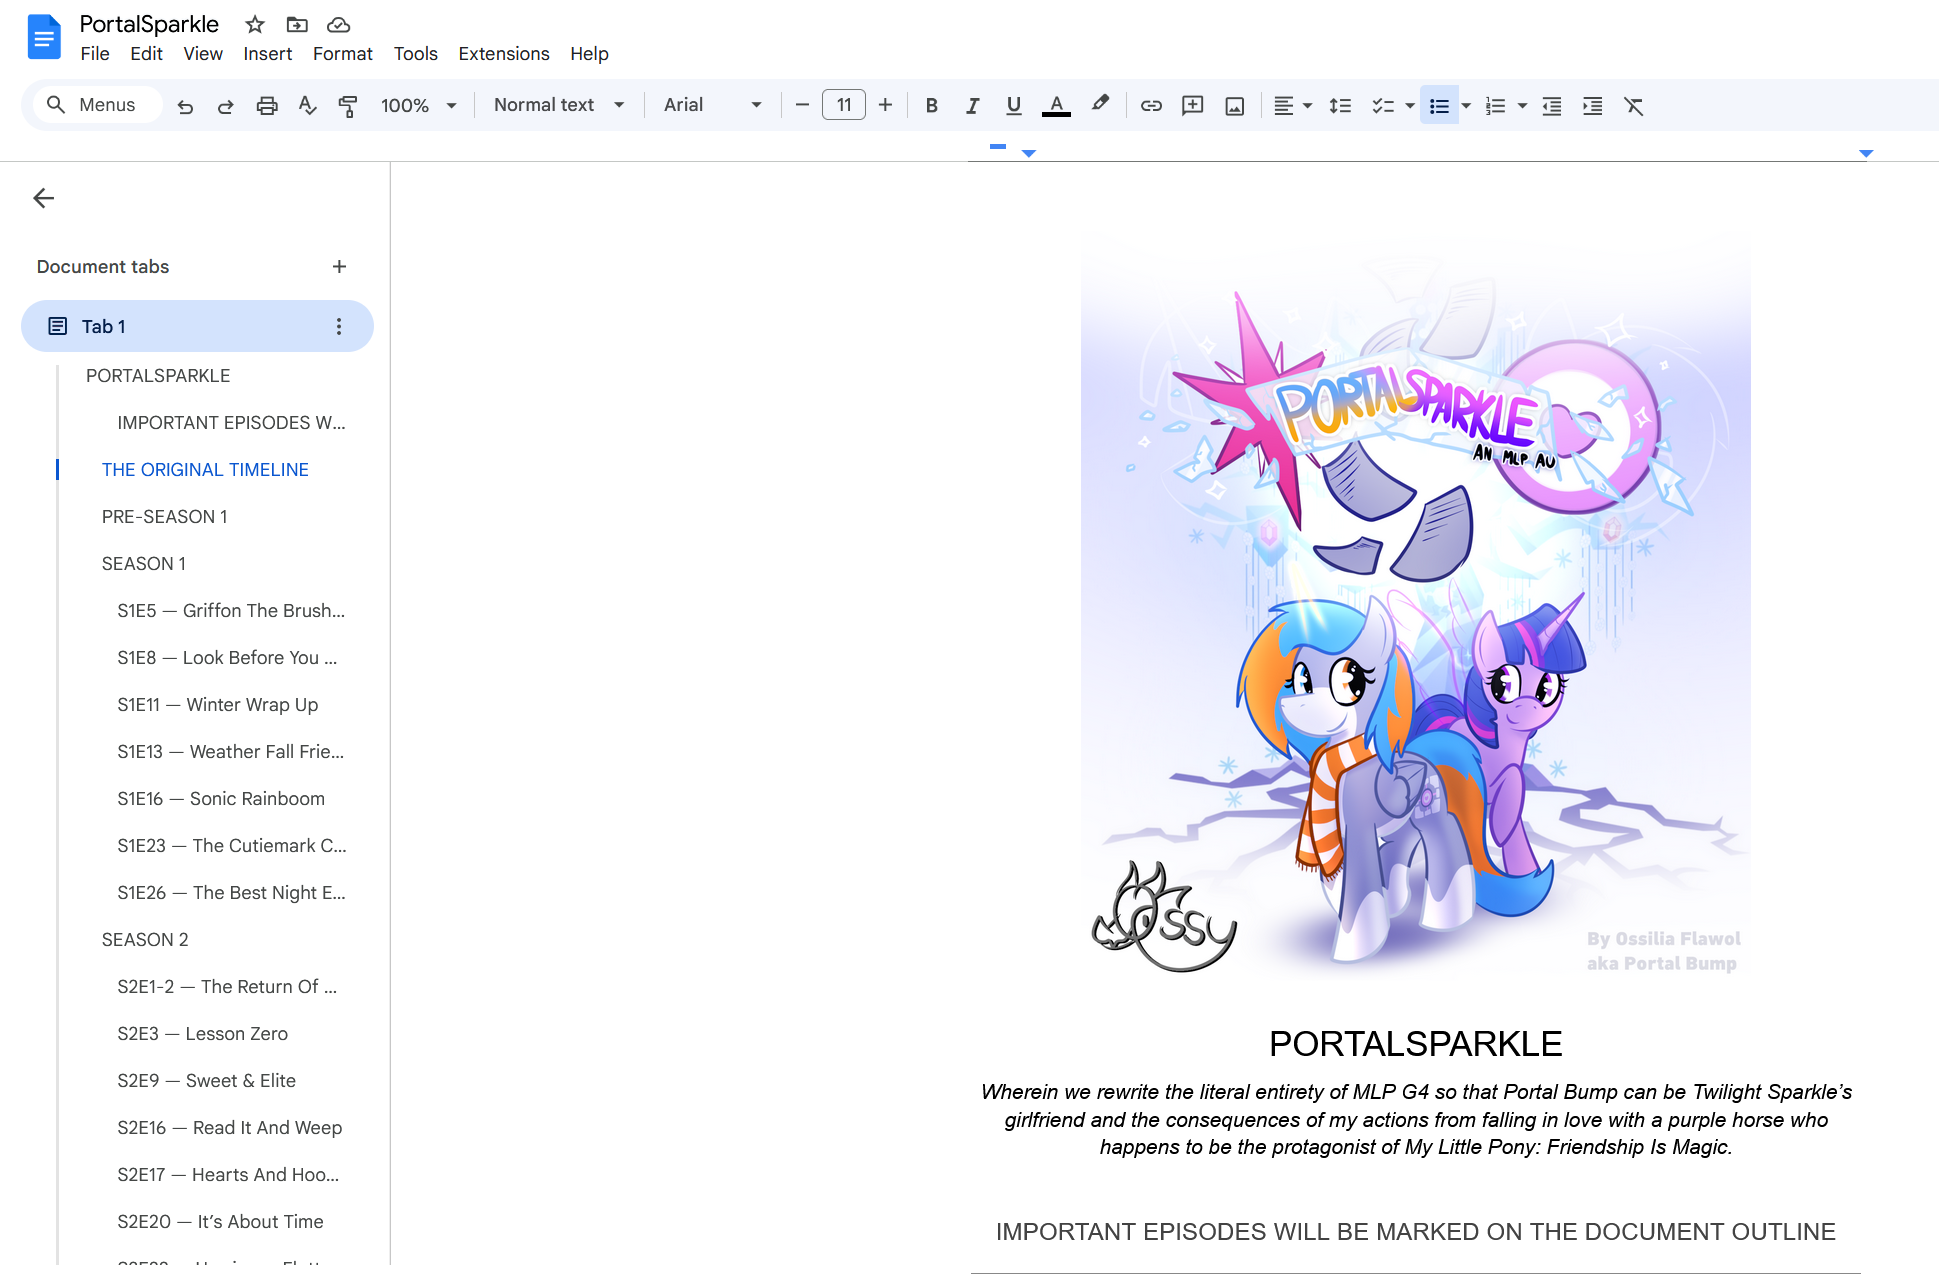 PortalSparkle
File Edit View Insert Format Tools Extensions Help
Menus 100% Normal text Arial 11 B I U A
Document tabs
Tab 1
PORTALSPARKLE
IMPORTANT EPISODES W...
THE ORIGINAL TIMELINE
PRE-SEASON 1
SEASON 1
S1E5 — Griffon The Brush...
S1E8 — Look Before You ...
S1E11 — Winter Wrap Up
S1E13 — Weather Fall Frie...
S1E16 — Sonic Rainboom
S1E23 — The Cutiemark C...
S1E26 — The Best Night E...
SEASON 2
S2E1-2 — The Return Of ...
S2E3 — Lesson Zero
S2E9 — Sweet & Elite
S2E16 — Read It And Weep
S2E17 — Hearts And Hoo...
S2E20 — It's About Time
PORTALSPARKLE
AN MLP AU
Ossy
By Ossilia Flawol
aka Portal Bump
PORTALSPARKLE
Wherein we rewrite the literal entirety of MLP G4 so that Portal Bump can be Twilight Sparkle's
girlfriend and the consequences of my actions from falling in love with a purple horse who
happens to be the protagonist of My Little Pony: Friendship Is Magic.
IMPORTANT EPISODES WILL BE MARKED ON THE DOCUMENT OUTLINE